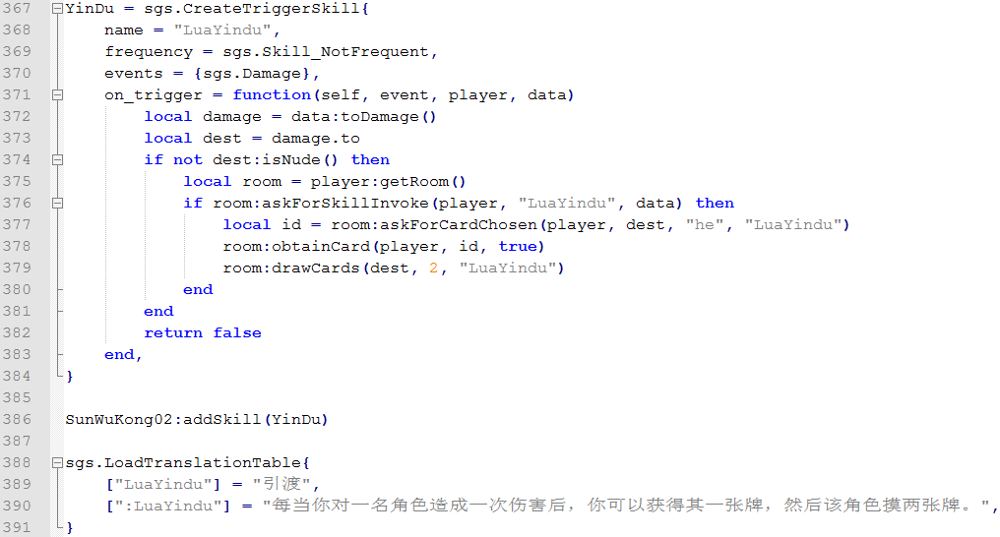 367 YinDu = sgs.CreateTriggerSkill{
368     name = "LuaYindu",
369     frequency = sgs.Skill_NotFrequent,
370     events = {sgs.Damage},
371     on_trigger = function(self, event, player, data)
372         local damage = data:toDamage()
373         local dest = damage.to
374         if not dest:isNude() then
375             local room = player:getRoom()
376             if room:askForSkillInvoke(player, "LuaYindu", data) then
377                 local id = room:askForCardChosen(player, dest, "he", "LuaYindu")
378                 room:obtainCard(player, id, true)
379                 room:drawCards(dest, 2, "LuaYindu")
380             end
381         end
382         return false
383     end,
384 }
385
386 SunWuKong02:addSkill(YinDu)
387
388 sgs.LoadTranslationTable{
389     ["LuaYindu"] = "引渡",
390     [":LuaYindu"] = "每当你对一名角色造成一次伤害后，你可以获得其一张牌，然后该角色摸两张牌。",
391 }